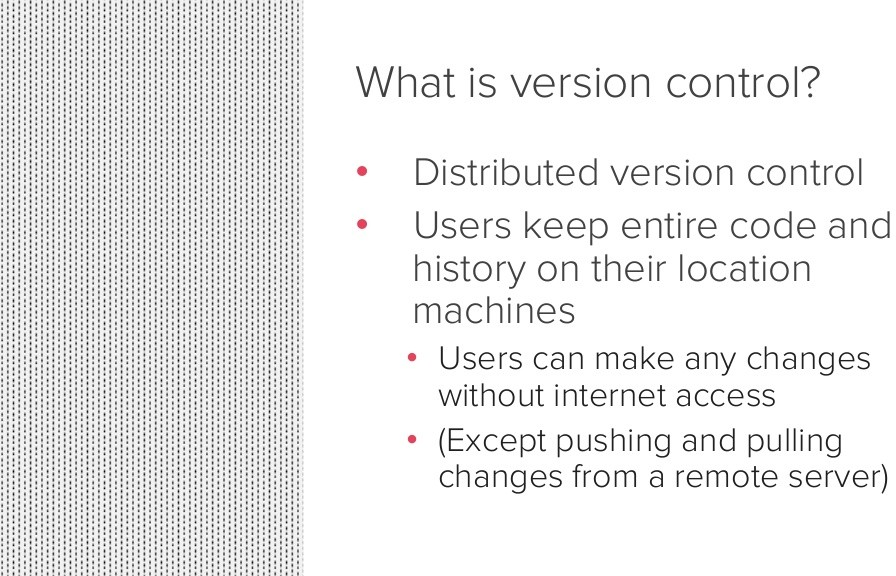 What is version control?
• Distributed version control
• Users keep entire code and
history on their location
machines
• Users can make any changes
without internet access
• (Except pushing and pulling
changes from a remote server)